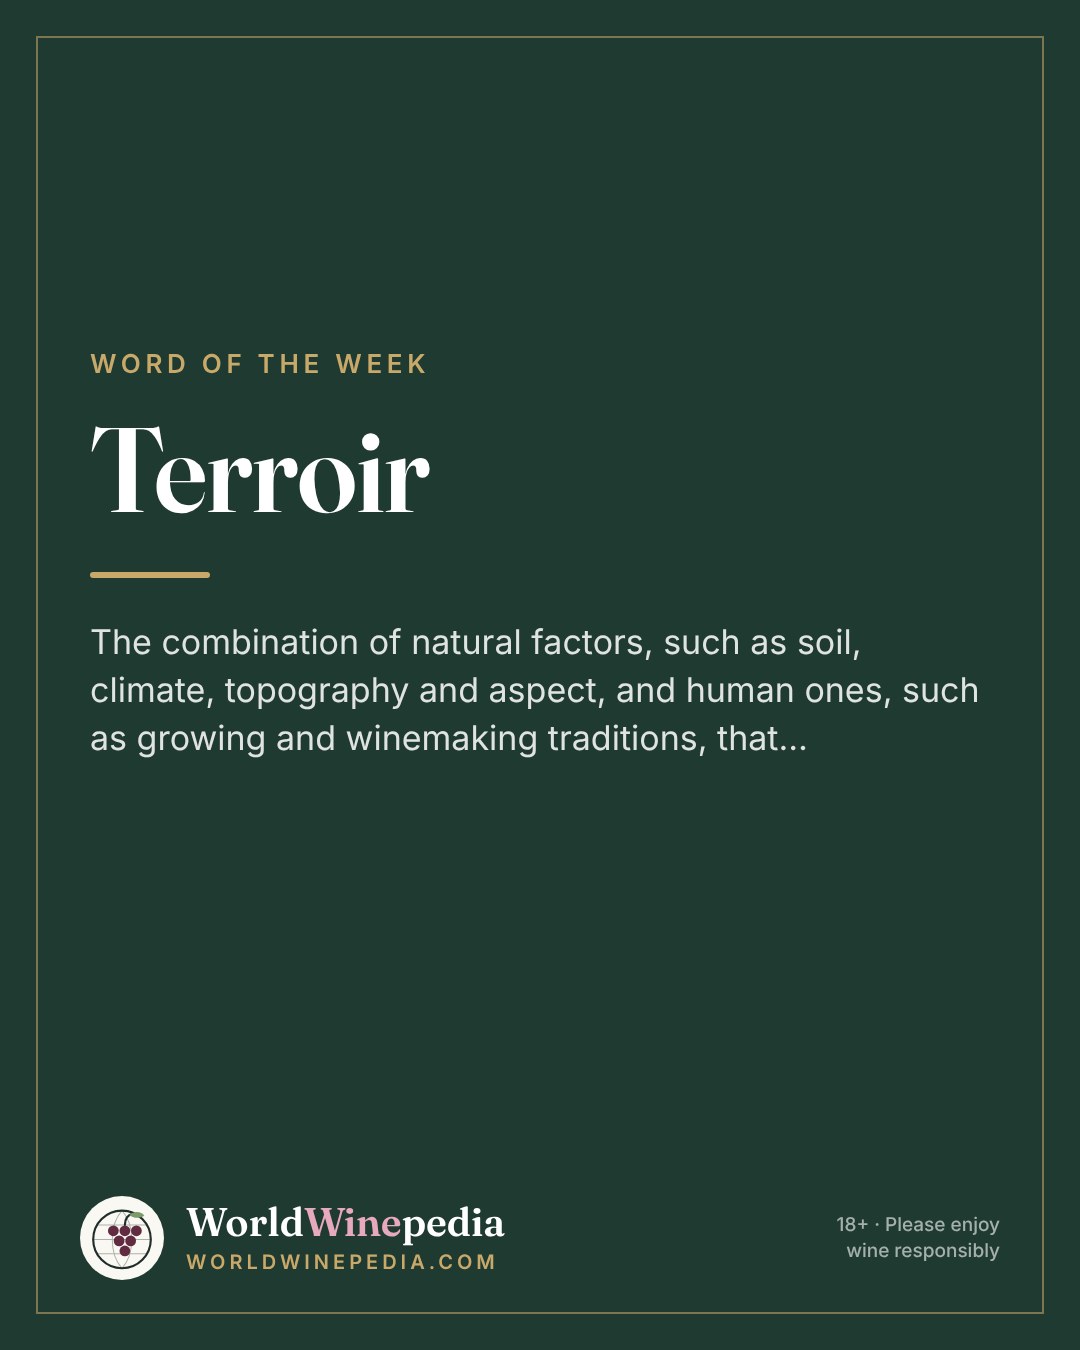 WORD OF THE WEEK
Terroir
The combination of natural factors, such as soil,
climate, topography and aspect, and human ones, such
as growing and winemaking traditions, that...
WorldWinepedia
WORLDWINEPEDIA.COM
18+ · Please enjoy
wine responsibly